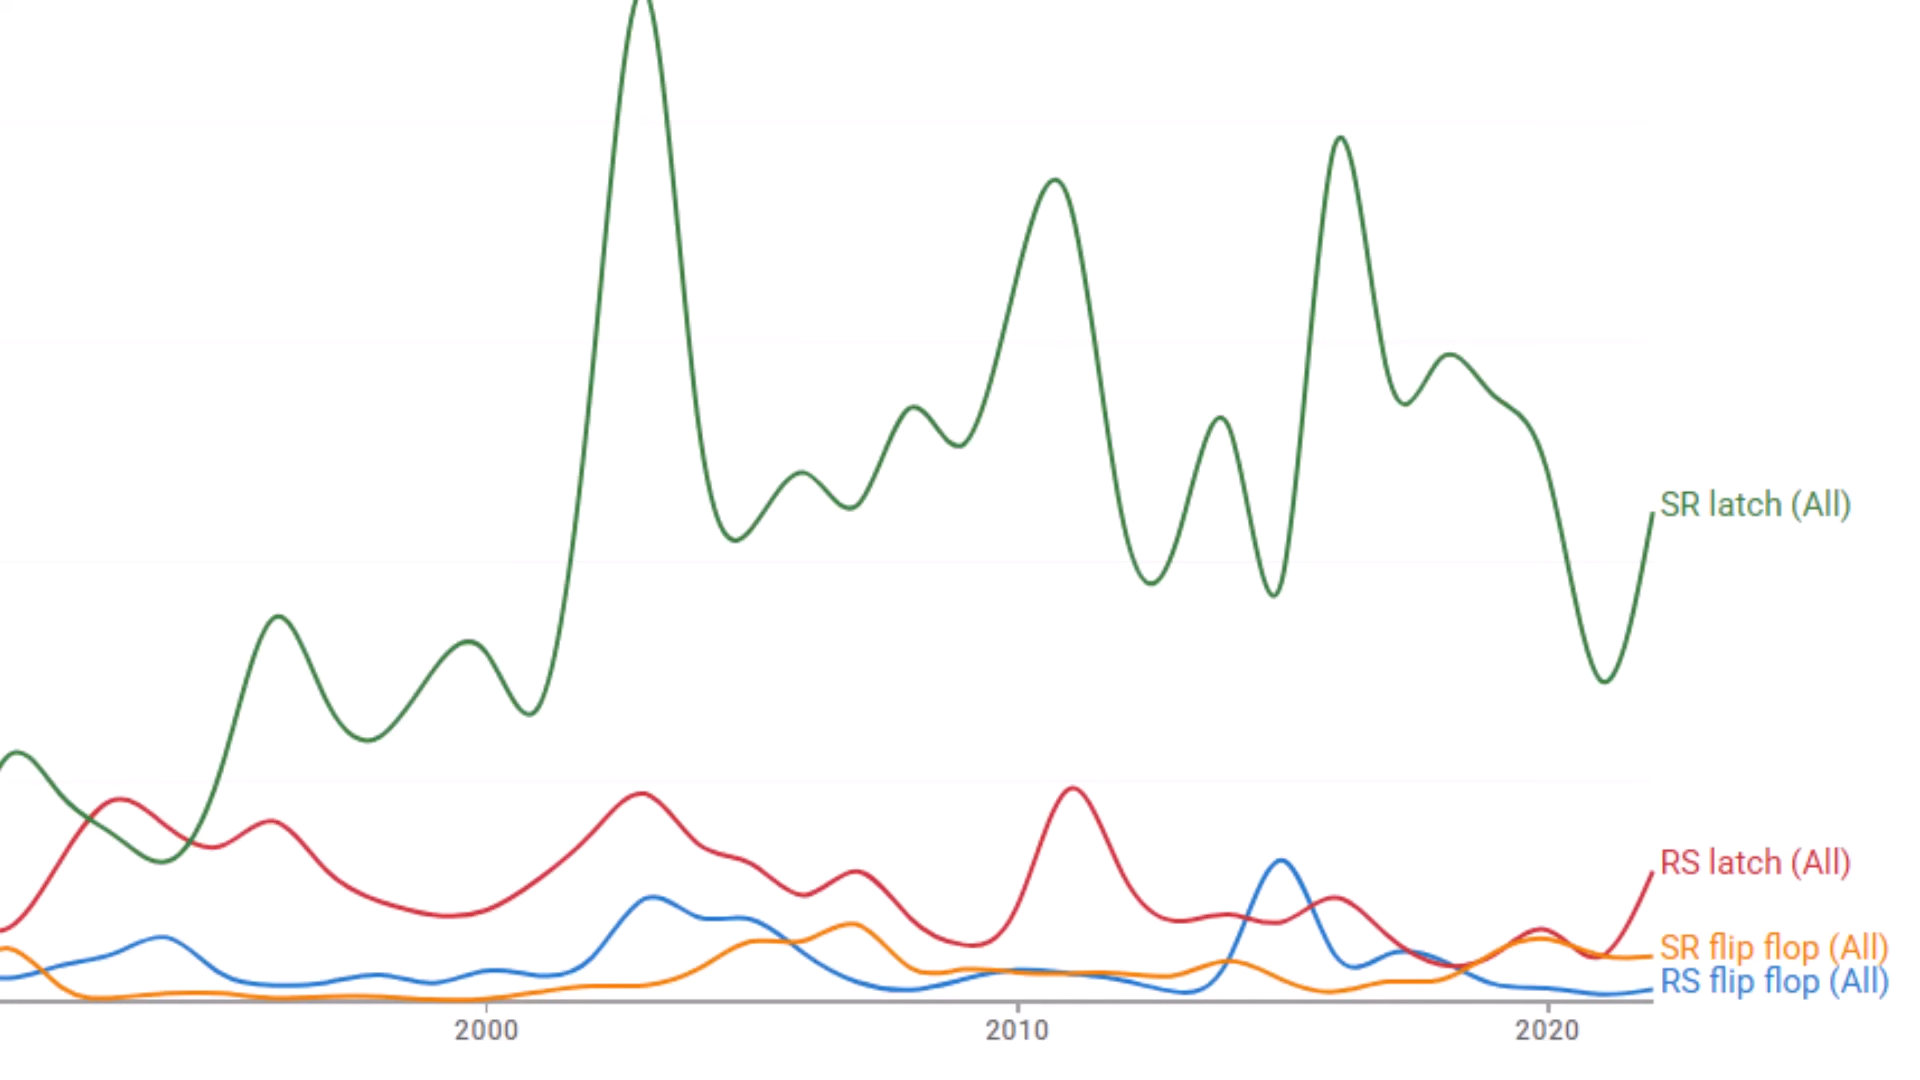 SR latch (All)
RS latch (All)
SR flip flop (All)
RS flip flop (All)
2000
2010
2020